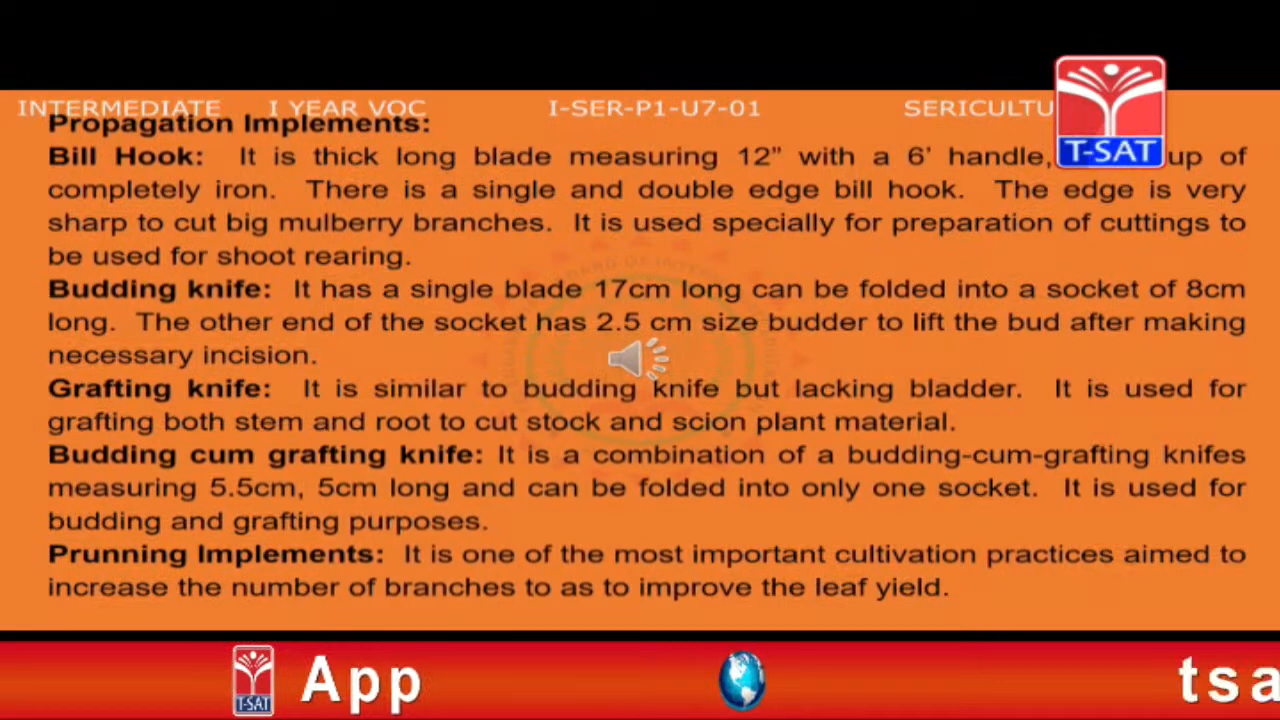 INTERMEDIATE I YEAR VOC I-SER-P1-U7-01 SERICULTU
T-SAT
Propagation Implements:
Bill Hook: It is thick long blade measuring 12” with a 6’ handle, up of
completely iron. There is a single and double edge bill hook. The edge is very
sharp to cut big mulberry branches. It is used specially for preparation of cuttings to
be used for shoot rearing.
Budding knife: It has a single blade 17cm long can be folded into a socket of 8cm
long. The other end of the socket has 2.5 cm size budder to lift the bud after making
necessary incision.
Grafting knife: It is similar to budding knife but lacking bladder. It is used for
grafting both stem and root to cut stock and scion plant material.
Budding cum grafting knife: It is a combination of a budding-cum-grafting knifes
measuring 5.5cm, 5cm long and can be folded into only one socket. It is used for
budding and grafting purposes.
Prunning Implements: It is one of the most important cultivation practices aimed to
increase the number of branches to as to improve the leaf yield.
T-SAT App tsa